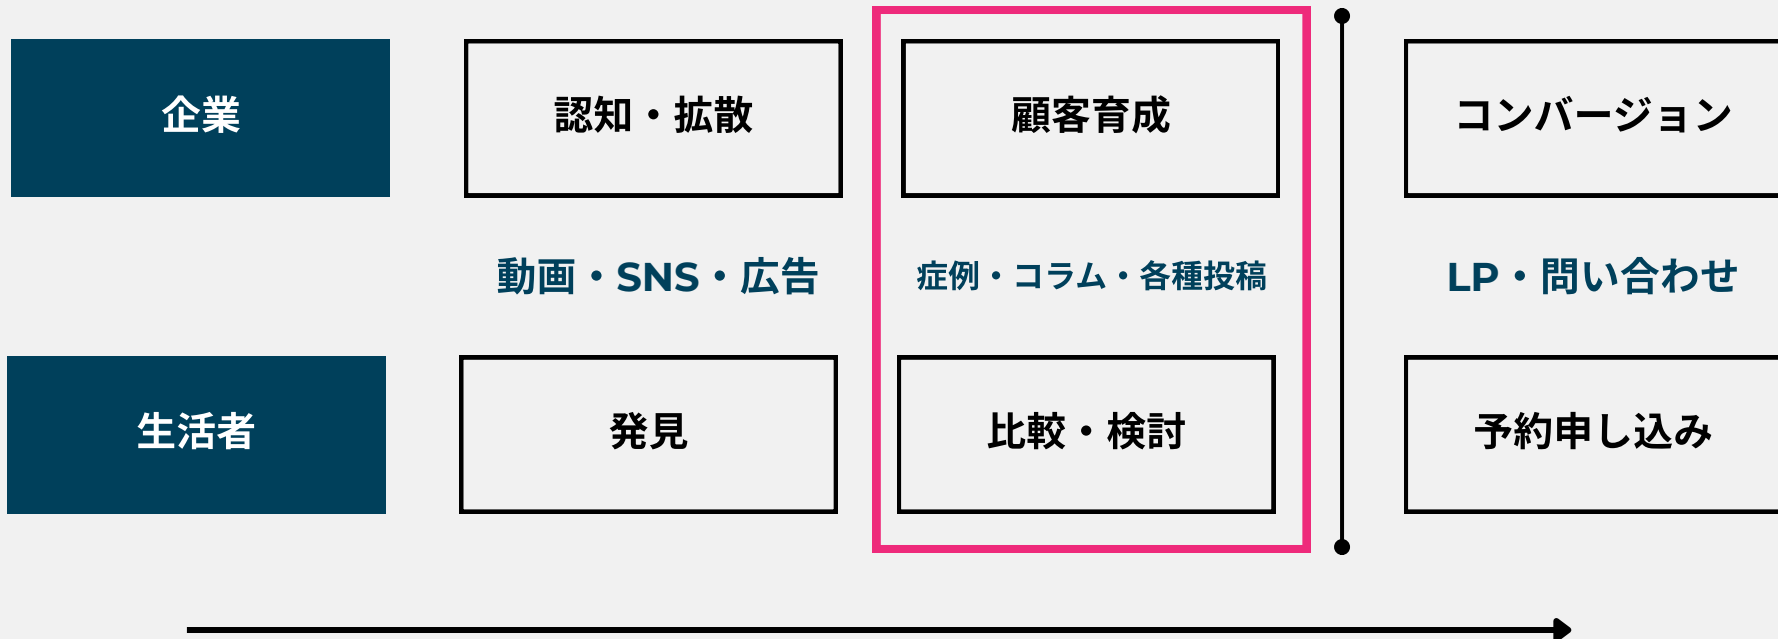 企業
認知・拡散
顧客育成
コンバージョン
動画・SNS・広告
症例・コラム・各種投稿
LP・問い合わせ
生活者
発見
比較・検討
予約申し込み